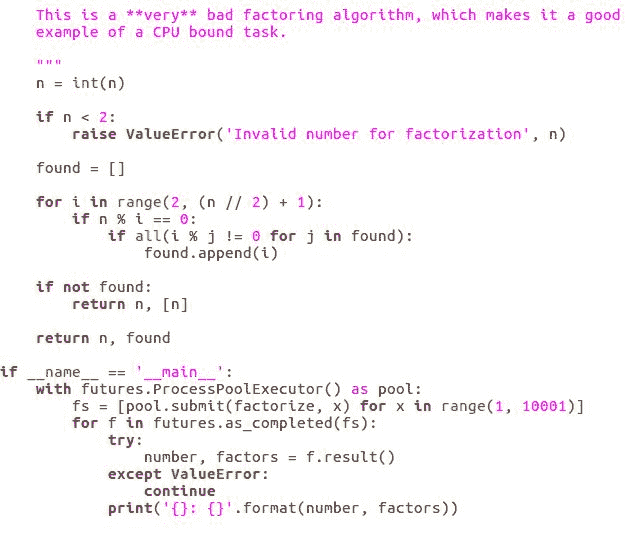 This is a **very** bad factoring algorithm, which makes it a good
example of a CPU bound task.
"""
n = int(n)
if n < 2:
raise ValueError('Invalid number for factorization', n)
found = []
for i in range(2, (n // 2) + 1):
if n % i == 0:
if all(i % j != 0 for j in found):
found.append(i)
if not found:
return n, [n]
return n, found
if __name__ == '__main__':
with futures.ProcessPoolExecutor() as pool:
fs = [pool.submit(factorize, x) for x in range(1, 10001)]
for f in futures.as_completed(fs):
try:
number, factors = f.result()
except ValueError:
continue
print('{}: {}'.format(number, factors))